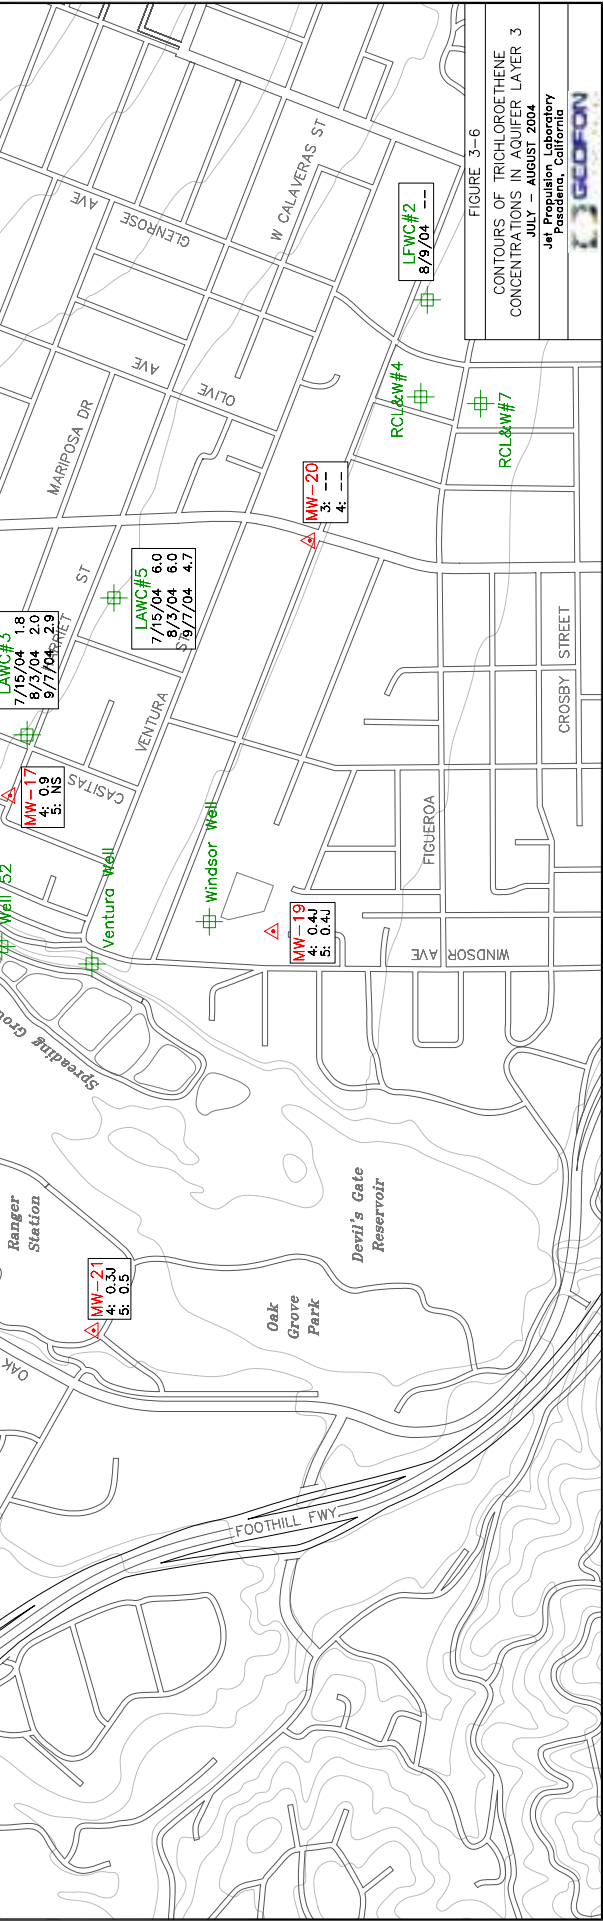 FIGURE 3-6
CONTOURS OF TRICHLOROETHENE
CONCENTRATIONS IN AQUIFER LAYER 3
JULY - AUGUST 2004
Jet Propulsion Laboratory
Pasadena, California
GEOFON
AVE
GLENROSE
W CALAVERAS ST
LFWC#2
8/9/04 --
AVE
OLIVE
MARIPOSA DR
RCL&W#4
RCL&W#7
MW-20
3: --
4: --
ST
LAWC#5
7/15/04 6.0
8/3/04 6.0
9/7/04 4.7
ST
LAWC#3
7/15/04 1.8
8/3/04 2.0
9/7/04 2.9
VENTURA
CASITAS
MW-17
4: 0.9
5: NS
CROSBY STREET
FIGUEROA
Windsor Well
Ventura Well
Well 52
MW-19
4: 0.4J
5: 0.4J
WINDSOR AVE
Spreading
Ranger
Station
Devil's Gate
Reservoir
MW-21
4: 0.3J
5: 0.5
Oak
Grove
Park
OAK
FOOTHILL FWY